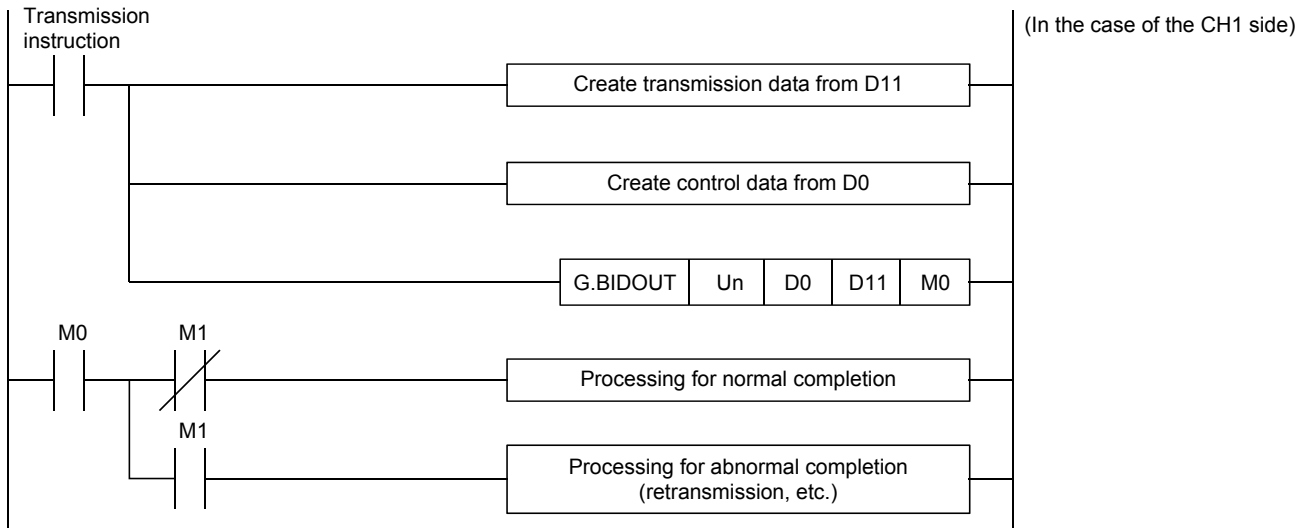 Transmission
instruction
(In the case of the CH1 side)
Create transmission data from D11
Create control data from D0
G.BIDOUT Un D0 D11 M0
M0 M1
Processing for normal completion
M1
Processing for abnormal completion
(retransmission, etc.)